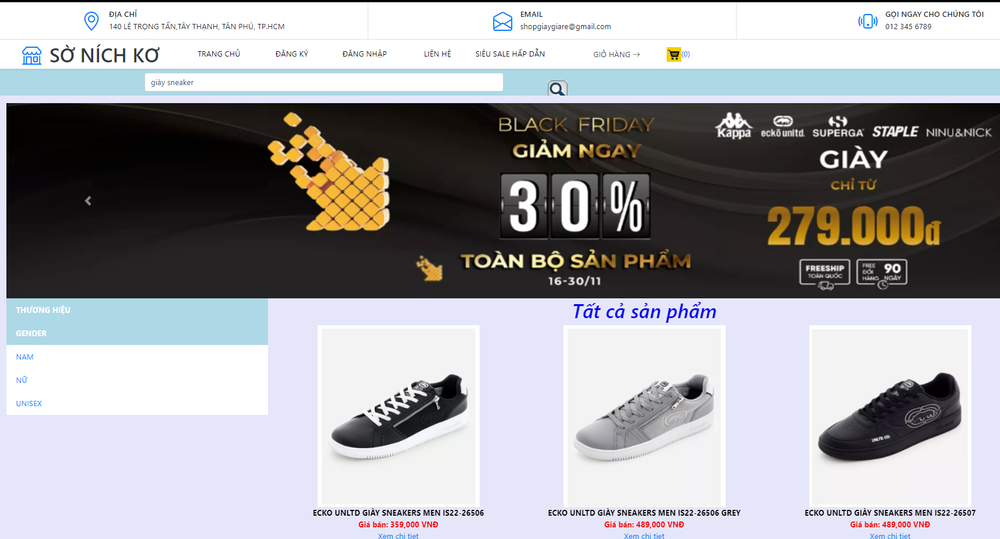 ĐỊA CHỈ
140 LÊ TRỌNG TẤN,TÂY THẠNH, TÂN PHÚ, TP.HCM
EMAIL
shopgiaygiare@gmail.com
GỌI NGAY CHO CHÚNG TÔI
012 345 6789
SỜ NÍCH KƠ
TRANG CHỦ
ĐĂNG KÝ
ĐĂNG NHẬP
LIÊN HỆ
SIÊU SALE HẤP DẪN
GIỎ HÀNG →
(0)
giày sneaker
BLACK FRIDAY
GIẢM NGAY
30%
TOÀN BỘ SẢN PHẨM
16-30/11
Kappa
eckō unltd.
SUPERGA
STAPLE
NINU&NICK
GIÀY
CHỈ TỪ
279.000đ
FREESHIP
TOÀN QUỐC
FREE
ĐỔI
HÀNG
90
NGÀY
THƯƠNG HIỆU
GENDER
NAM
NỮ
UNISEX
Tất cả sản phẩm
ECKO UNLTD GIÀY SNEAKERS MEN IS22-26506
Giá bán: 359,000 VNĐ
Xem chi tiet
ECKO UNLTD GIÀY SNEAKERS MEN IS22-26506 GREY
Giá bán: 489,000 VNĐ
Xem chi tiet
UNLTD.
ECKO UNLTD GIÀY SNEAKERS MEN IS22-26507
Giá bán: 489,000 VNĐ
Xem chi tiet